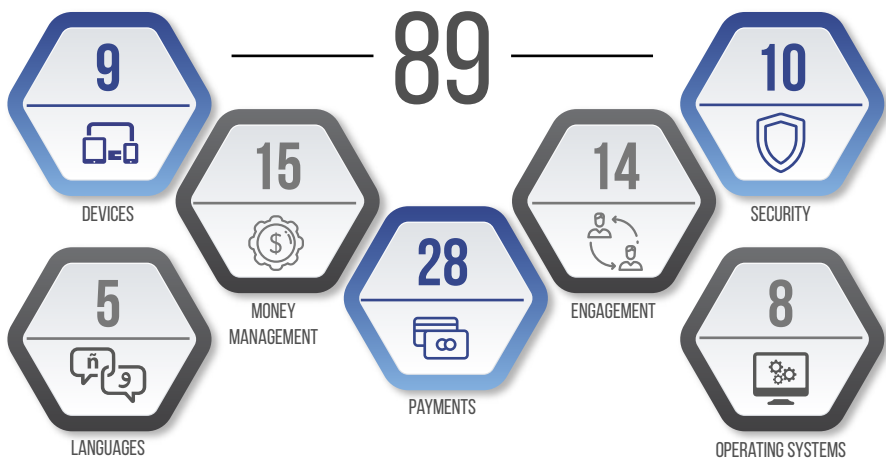 89
9
DEVICES
15
MONEY
MANAGEMENT
28
PAYMENTS
14
ENGAGEMENT
10
SECURITY
5
ñ و
LANGUAGES
8
OPERATING SYSTEMS